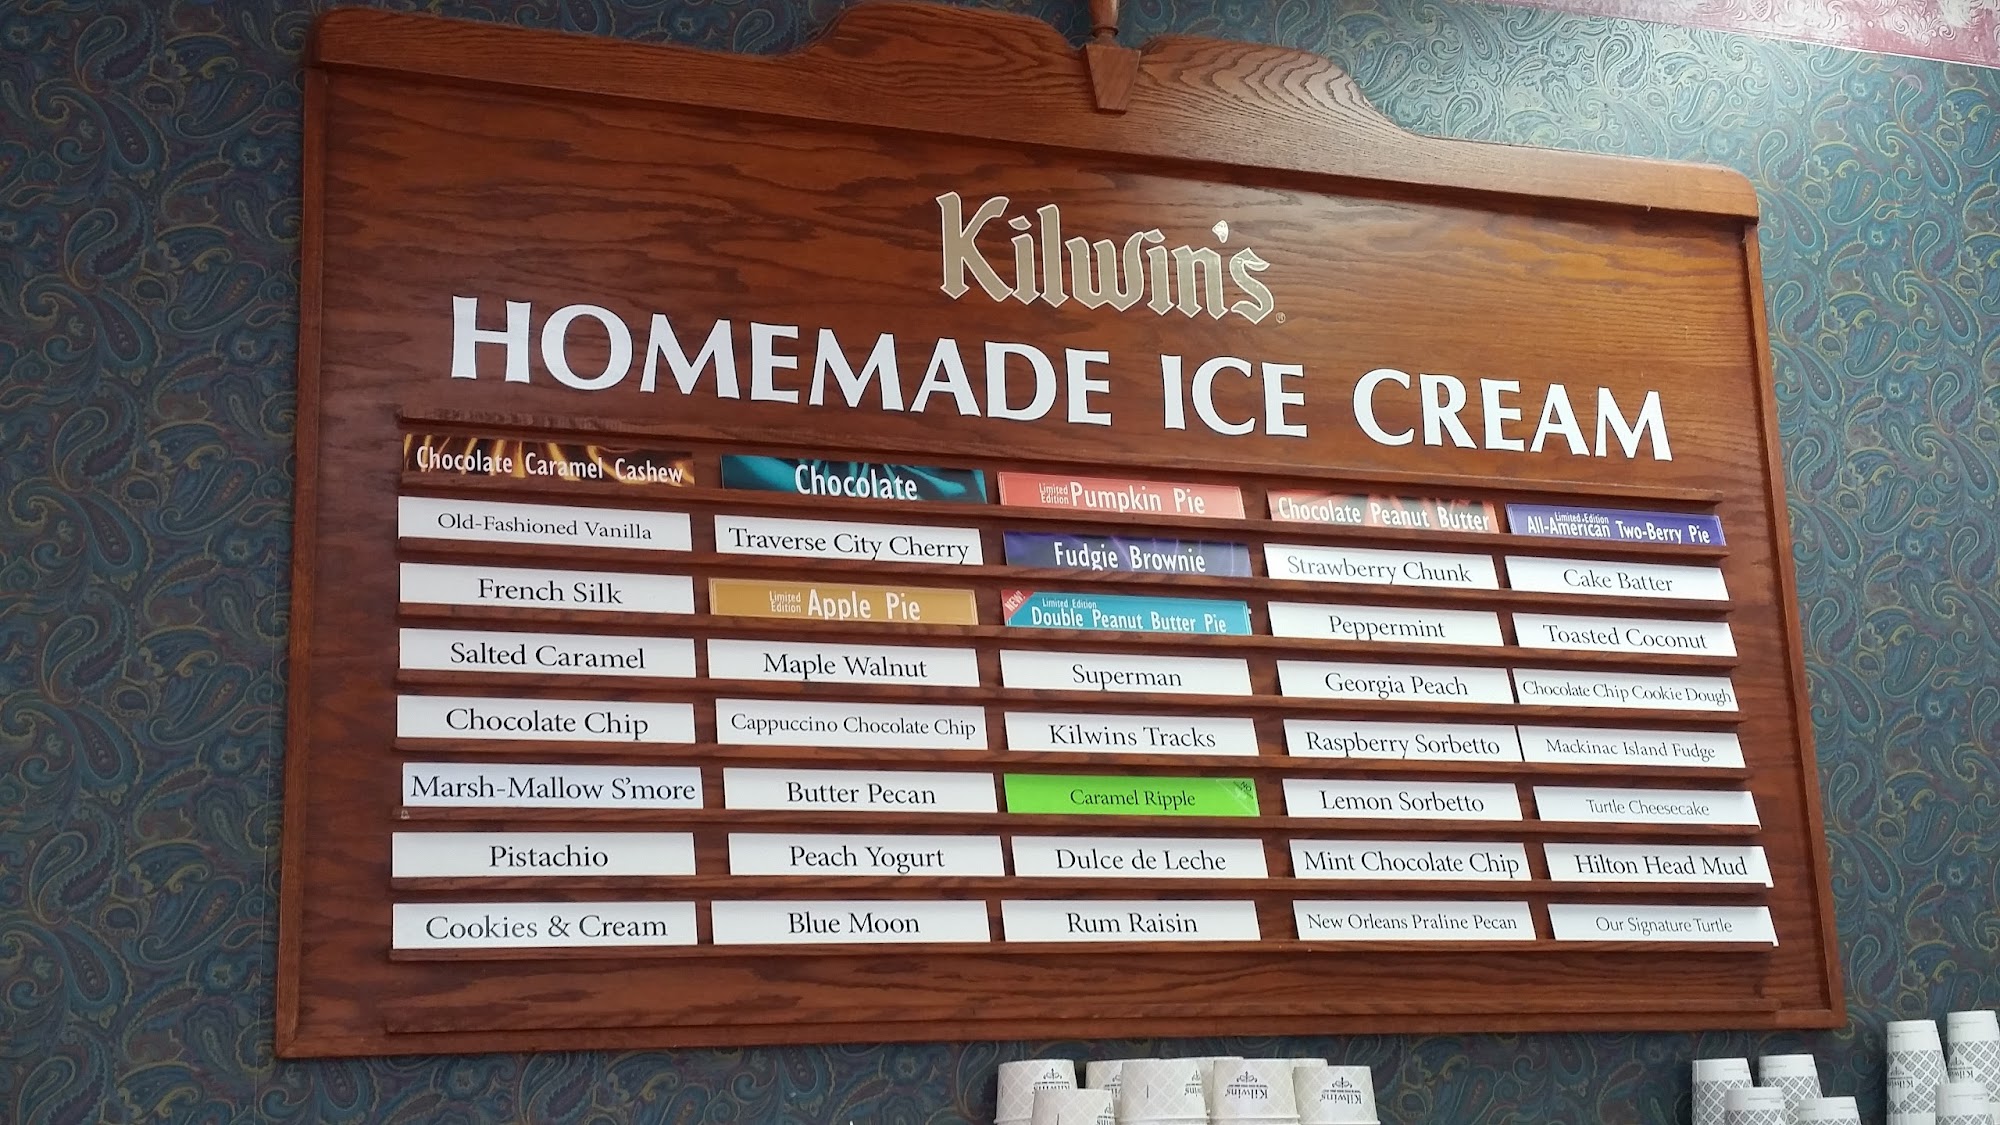 Kilwin's®
HOMEMADE ICE CREAM
Chocolate Caramel Cashew
Old-Fashioned Vanilla
French Silk
Salted Caramel
Chocolate Chip
Marsh-Mallow S'more
Pistachio
Cookies & Cream
Chocolate
Traverse City Cherry
Limited Edition Apple Pie
Maple Walnut
Cappuccino Chocolate Chip
Butter Pecan
Peach Yogurt
Blue Moon
Limited Edition Pumpkin Pie
Fudgie Brownie
NEW!
Limited Edition
Double Peanut Butter Pie
Superman
Kilwins Tracks
Caramel Ripple
Dulce de Leche
Rum Raisin
Chocolate Peanut Butter
Strawberry Chunk
Peppermint
Georgia Peach
Raspberry Sorbetto
Lemon Sorbetto
Mint Chocolate Chip
New Orleans Praline Pecan
Limited Edition
All-American Two-Berry Pie
Cake Batter
Toasted Coconut
Chocolate Chip Cookie Dough
Mackinac Island Fudge
Turtle Cheesecake
Hilton Head Mud
Our Signature Turtle
Kilwins
Kilwins